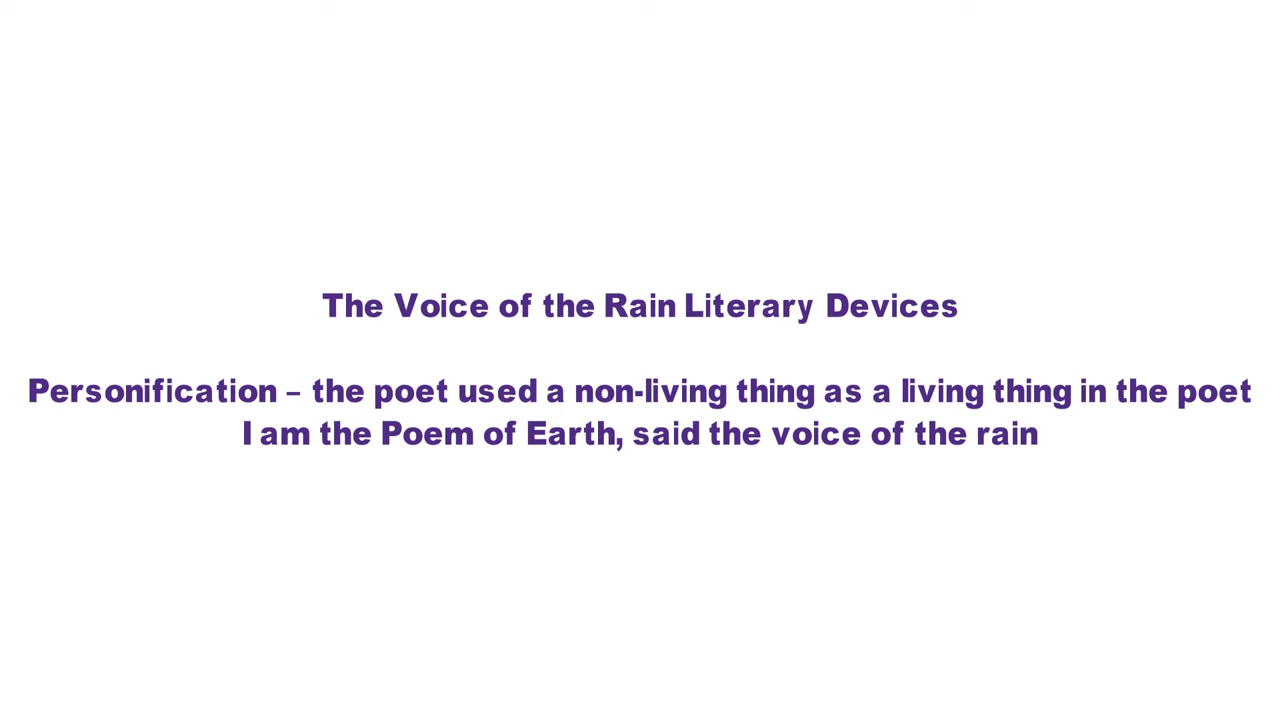 The Voice of the Rain Literary Devices
Personification – the poet used a non-living thing as a living thing in the poet
I am the Poem of Earth, said the voice of the rain